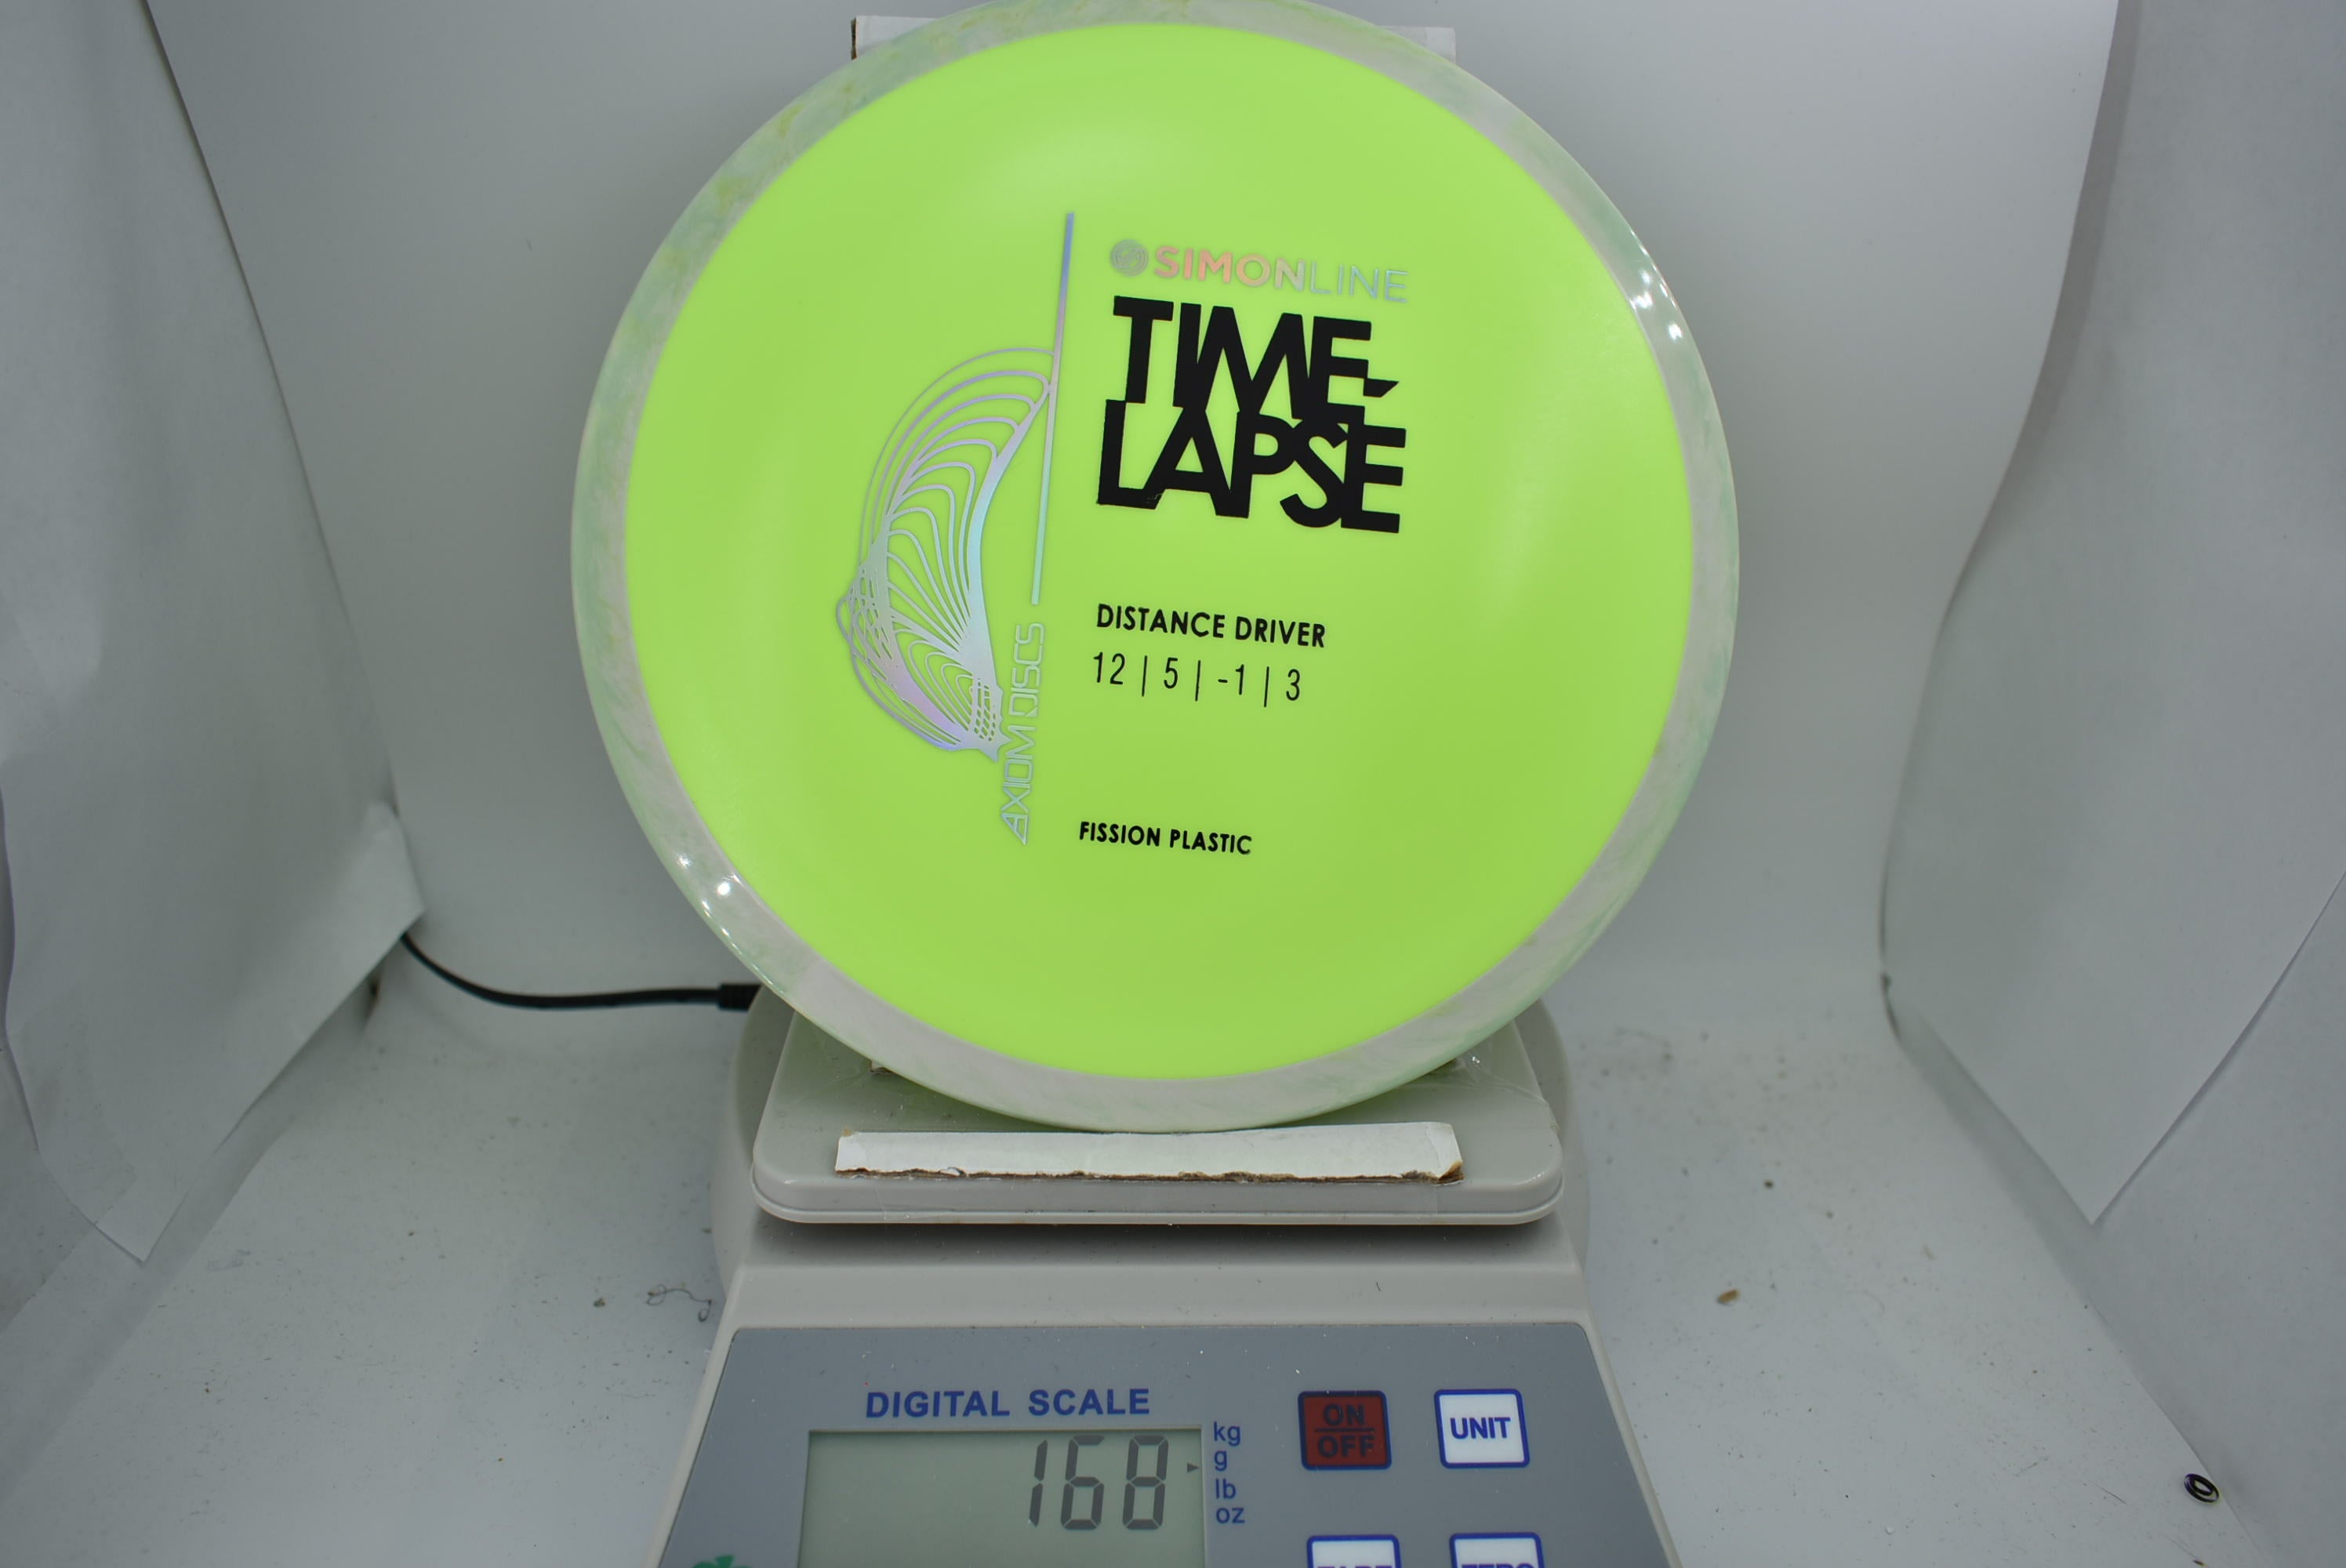 SIMONLINE
TIME-
LAPSE
DISTANCE DRIVER
12 | 5 | -1 | 3
AXIOM DISCS
FISSION PLASTIC
DIGITAL SCALE
168
kg
g
lb
oz
ON
OFF
UNIT